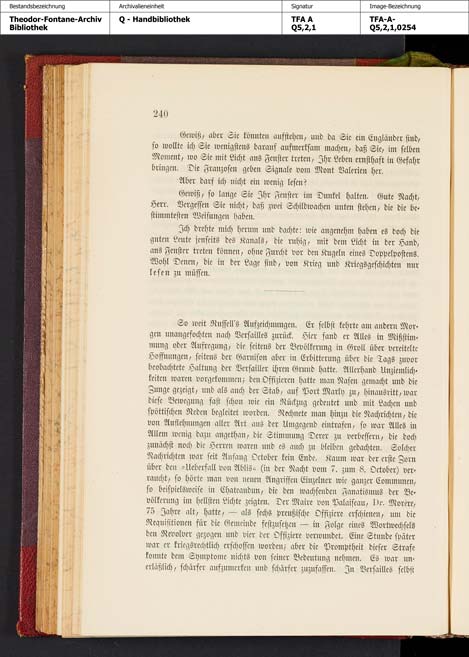 Bestandsbezeichnung
Theodor-Fontane-Archiv
Bibliothek
Archivalieneinheit
Q - Handbibliothek
Signatur
TFA A
Q5,2,1
Image-Bezeichnung
TFA-A-
Q5,2,1,0254
240
Gewiß, aber Sie könnten aufstehen, und da Sie ein Engländer sind,
so wollte ich Sie wenigstens darauf aufmerksam machen, daß Sie, im selben
Moment, wo Sie mit Licht ans Fenster treten, Ihr Leben ernsthaft in Gefahr
bringen. Die Franzosen geben Signale vom Mont Valerien her.
Aber darf ich nicht ein wenig lesen?
Gewiß, so lange Sie Ihr Fenster im Dunkel halten. Gute Nacht,
Herr. Vergessen Sie nicht, daß zwei Schildwachen unten stehen, die die be-
stimmtesten Weisungen haben.
Ich drehte mich herum und dachte: wie angenehm haben es doch die
guten Leute jenseits des Kanals, die ruhig, mit dem Licht in der Hand,
ans Fenster treten können, ohne Furcht vor den Kugeln eines Doppelpostens.
Wohl Denen, die in der Lage sind, von Krieg und Kriegsgeschichten nur
lesen zu müssen.
So weit Russell's Aufzeichnungen. Er selbst kehrte am andern Mor-
gen unangefochten nach Versailles zurück. Hier fand er Alles in Mißstim-
mung oder Aufregung, die seitens der Bevölkerung in Groll über vereitelte
Hoffnungen, seitens der Garnison aber in Erbitterung über die Tags zuvor
beobachtete Haltung der Versailler ihren Grund hatte. Allerhand Unziemlich-
keiten waren vorgekommen; den Offizieren hatte man Nasen gemacht und die
Zunge gezeigt, und als auch der Stab, auf Port Marly zu, hinausritt, war
diese Bewegung fast schon wie ein Rückzug gedeutet und mit Lachen und
spöttischen Reden begleitet worden. Rechnete man hinzu die Nachrichten, die
von Auflehnungen aller Art aus der Umgegend eintrafen, so war Alles in
Allem wenig dazu angethan, die Stimmung Derer zu verbessern, die doch
zunächst noch die Herren waren und es auch zu bleiben gedachten. Solcher
Nachrichten war seit Anfang October kein Ende. Kaum war der erste Zorn
über den »Ueberfall von Ablis« (in der Nacht vom 7. zum 8. October) ver-
raucht, so hörte man von neuen Angriffen Einzelner wie ganzer Communen,
so beispielsweise in Chateaudun, die den wachsenden Fanatismus der Be-
völkerung im hellsten Lichte zeigten. Der Maire von Palaiseau, Dr. Morère,
75 Jahre alt, hatte, — als sechs preußische Offiziere erschienen, um die
Requisitionen für die Gemeinde festzusetzen — in Folge eines Wortwechsels
den Revolver gezogen und vier der Offiziere verwundet. Eine Stunde später
war er kriegsrechtlich erschossen worden; aber die Promptheit dieser Strafe
konnte dem Symptome nichts von seiner Bedeutung nehmen. Es war un-
erläßlich, schärfer aufzumerken und schärfer zuzufassen. In Versailles selbst